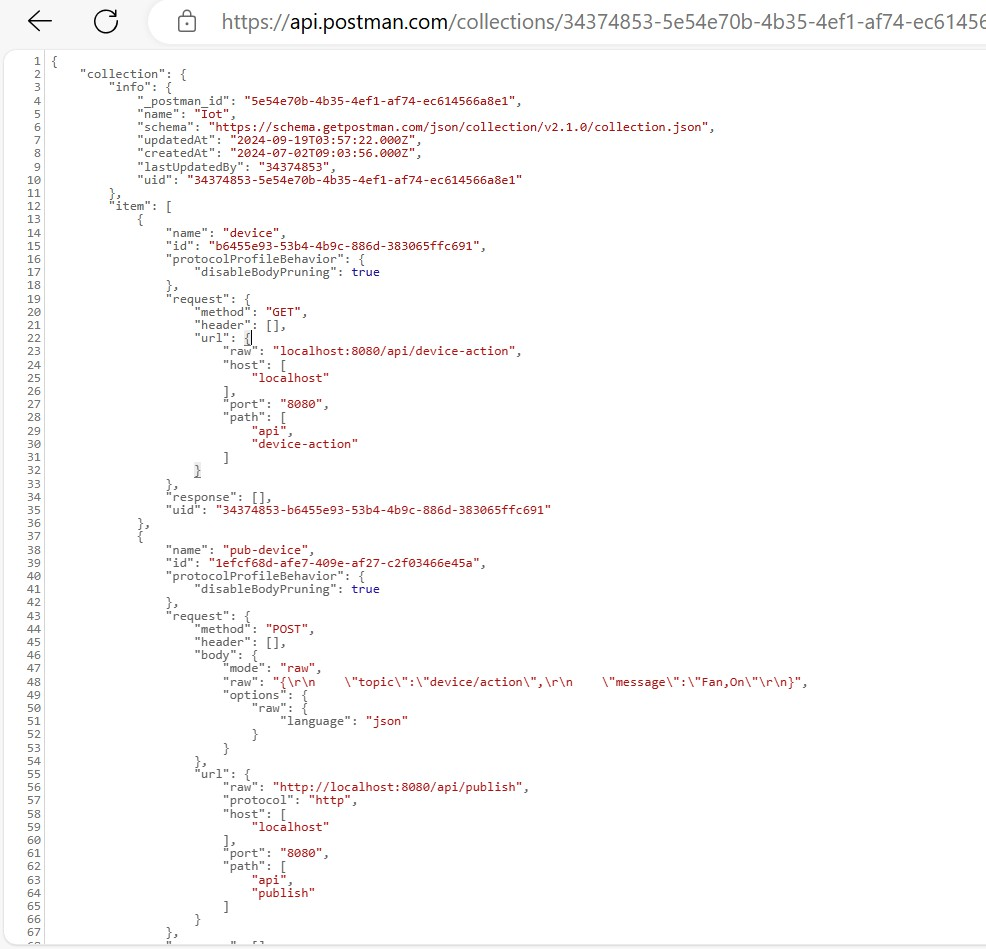 https://api.postman.com/collections/34374853-5e54e70b-4b35-4ef1-af74-ec61456
1 {
2     "collection": {
3         "info": {
4             "_postman_id": "5e54e70b-4b35-4ef1-af74-ec614566a8e1",
5             "name": "Iot",
6             "schema": "https://schema.getpostman.com/json/collection/v2.1.0/collection.json",
7             "updatedAt": "2024-09-19T03:57:22.000Z",
8             "createdAt": "2024-07-02T09:03:56.000Z",
9             "lastUpdatedBy": "34374853",
10             "uid": "34374853-5e54e70b-4b35-4ef1-af74-ec614566a8e1"
11         },
12         "item": [
13             {
14                 "name": "device",
15                 "id": "b6455e93-53b4-4b9c-886d-383065ffc691",
16                 "protocolProfileBehavior": {
17                     "disableBodyPruning": true
18                 },
19                 "request": {
20                     "method": "GET",
21                     "header": [],
22                     "url": {
23                         "raw": "localhost:8080/api/device-action",
24                         "host": [
25                             "localhost"
26                         ],
27                         "port": "8080",
28                         "path": [
29                             "api",
30                             "device-action"
31                         ]
32                     }
33                 },
34                 "response": [],
35                 "uid": "34374853-b6455e93-53b4-4b9c-886d-383065ffc691"
36             },
37             {
38                 "name": "pub-device",
39                 "id": "1efcf68d-afe7-409e-af27-c2f03466e45a",
40                 "protocolProfileBehavior": {
41                     "disableBodyPruning": true
42                 },
43                 "request": {
44                     "method": "POST",
45                     "header": [],
46                     "body": {
47                         "mode": "raw",
48                         "raw": "{\r\n    \"topic\":\"device/action\",\r\n    \"message\":\"Fan,On\"\r\n}",
49                         "options": {
50                             "raw": {
51                                 "language": "json"
52                             }
53                         }
54                     },
55                     "url": {
56                         "raw": "http://localhost:8080/api/publish",
57                         "protocol": "http",
58                         "host": [
59                             "localhost"
60                         ],
61                         "port": "8080",
62                         "path": [
63                             "api",
64                             "publish"
65                         ]
66                     }
67                 },